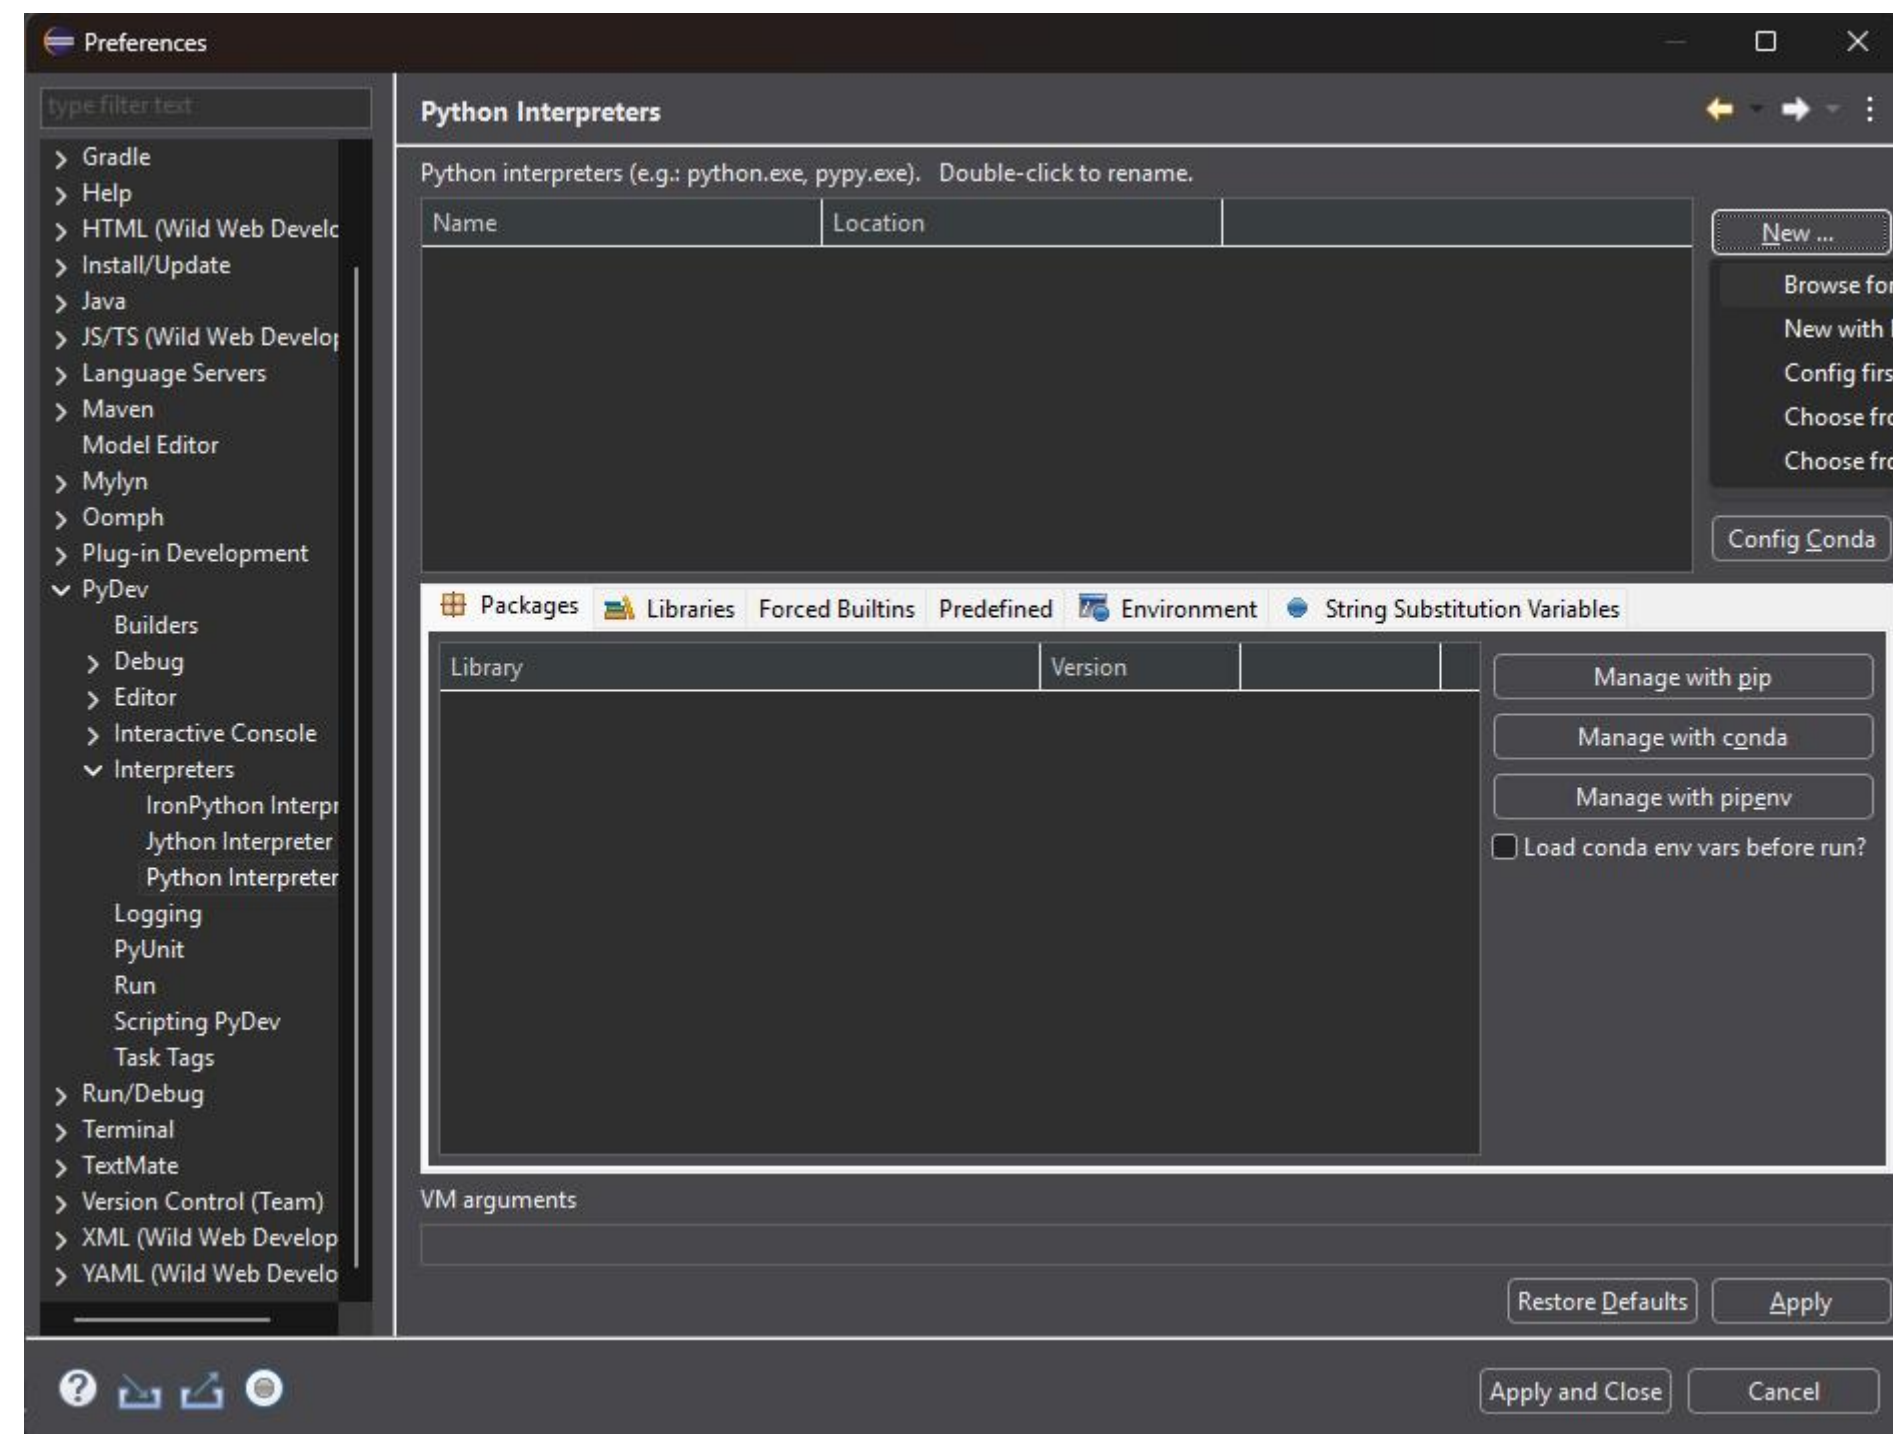 Preferences
type filter text
Gradle
Help
HTML (Wild Web Develc
Install/Update
Java
JS/TS (Wild Web Develop
Language Servers
Maven
Model Editor
Mylyn
Oomph
Plug-in Development
PyDev
Builders
Debug
Editor
Interactive Console
Interpreters
IronPython Interpr
Jython Interpreter
Python Interpreter
Logging
PyUnit
Run
Scripting PyDev
Task Tags
Run/Debug
Terminal
TextMate
Version Control (Team)
XML (Wild Web Develop
YAML (Wild Web Develo
Python Interpreters
Python interpreters (e.g.: python.exe, pypy.exe). Double-click to rename.
Name Location
New ...
Browse for
New with
Config firs
Choose fro
Choose fro
Config Conda
Packages Libraries Forced Builtins Predefined Environment String Substitution Variables
Library Version
Manage with pip
Manage with conda
Manage with pipenv
Load conda env vars before run?
VM arguments
Restore Defaults Apply
Apply and Close Cancel